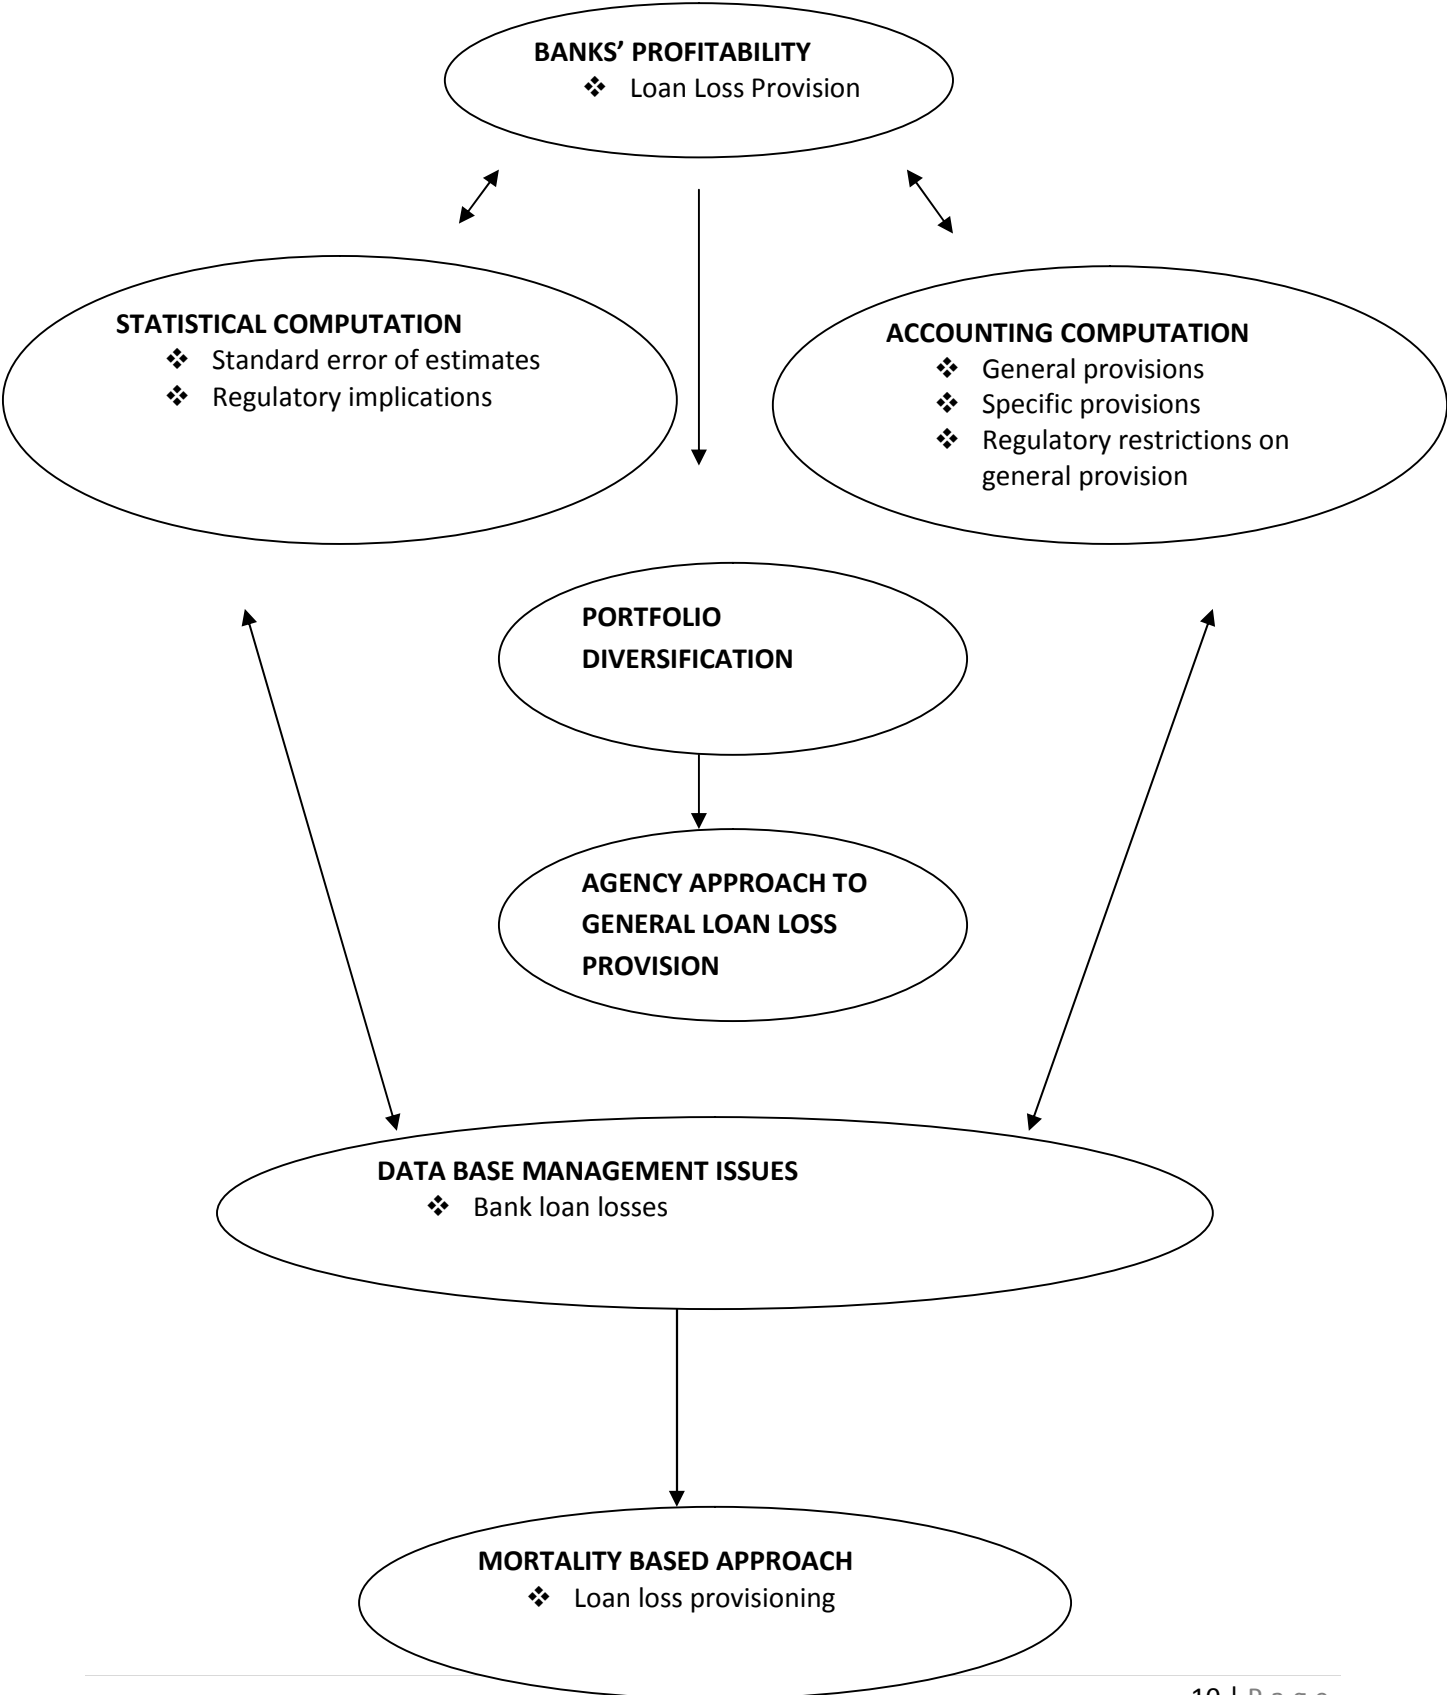 BANKS’ PROFITABILITY
❖ Loan Loss Provision
STATISTICAL COMPUTATION
❖ Standard error of estimates
❖ Regulatory implications
ACCOUNTING COMPUTATION
❖ General provisions
❖ Specific provisions
❖ Regulatory restrictions on
general provision
PORTFOLIO
DIVERSIFICATION
AGENCY APPROACH TO
GENERAL LOAN LOSS
PROVISION
DATA BASE MANAGEMENT ISSUES
❖ Bank loan losses
MORTALITY BASED APPROACH
❖ Loan loss provisioning